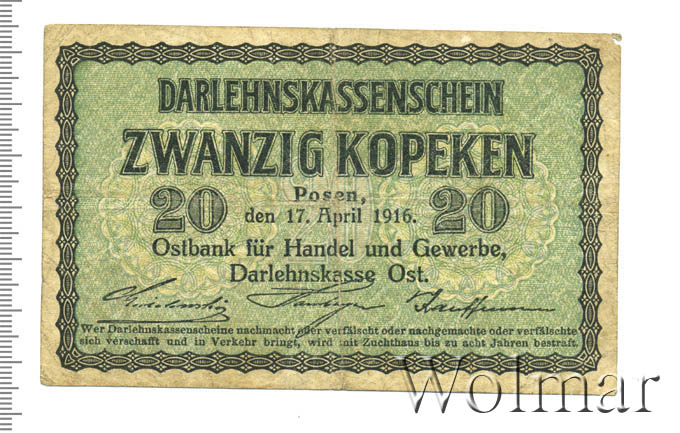 DARLEHNSKASSENSCHEIN
ZWANZIG KOPEKEN
Posen,
20 den 17. April 1916. 20
Ostbank für Handel und Gewerbe,
Darlehnskasse Ost.
Wer Darlehnskassenscheine nachmacht oder verfälscht oder nachgemachte oder verfälschte
sich verschafft und in Verkehr bringt, wird mit Zuchthaus bis zu acht Jahren bestraft.
Wolmar